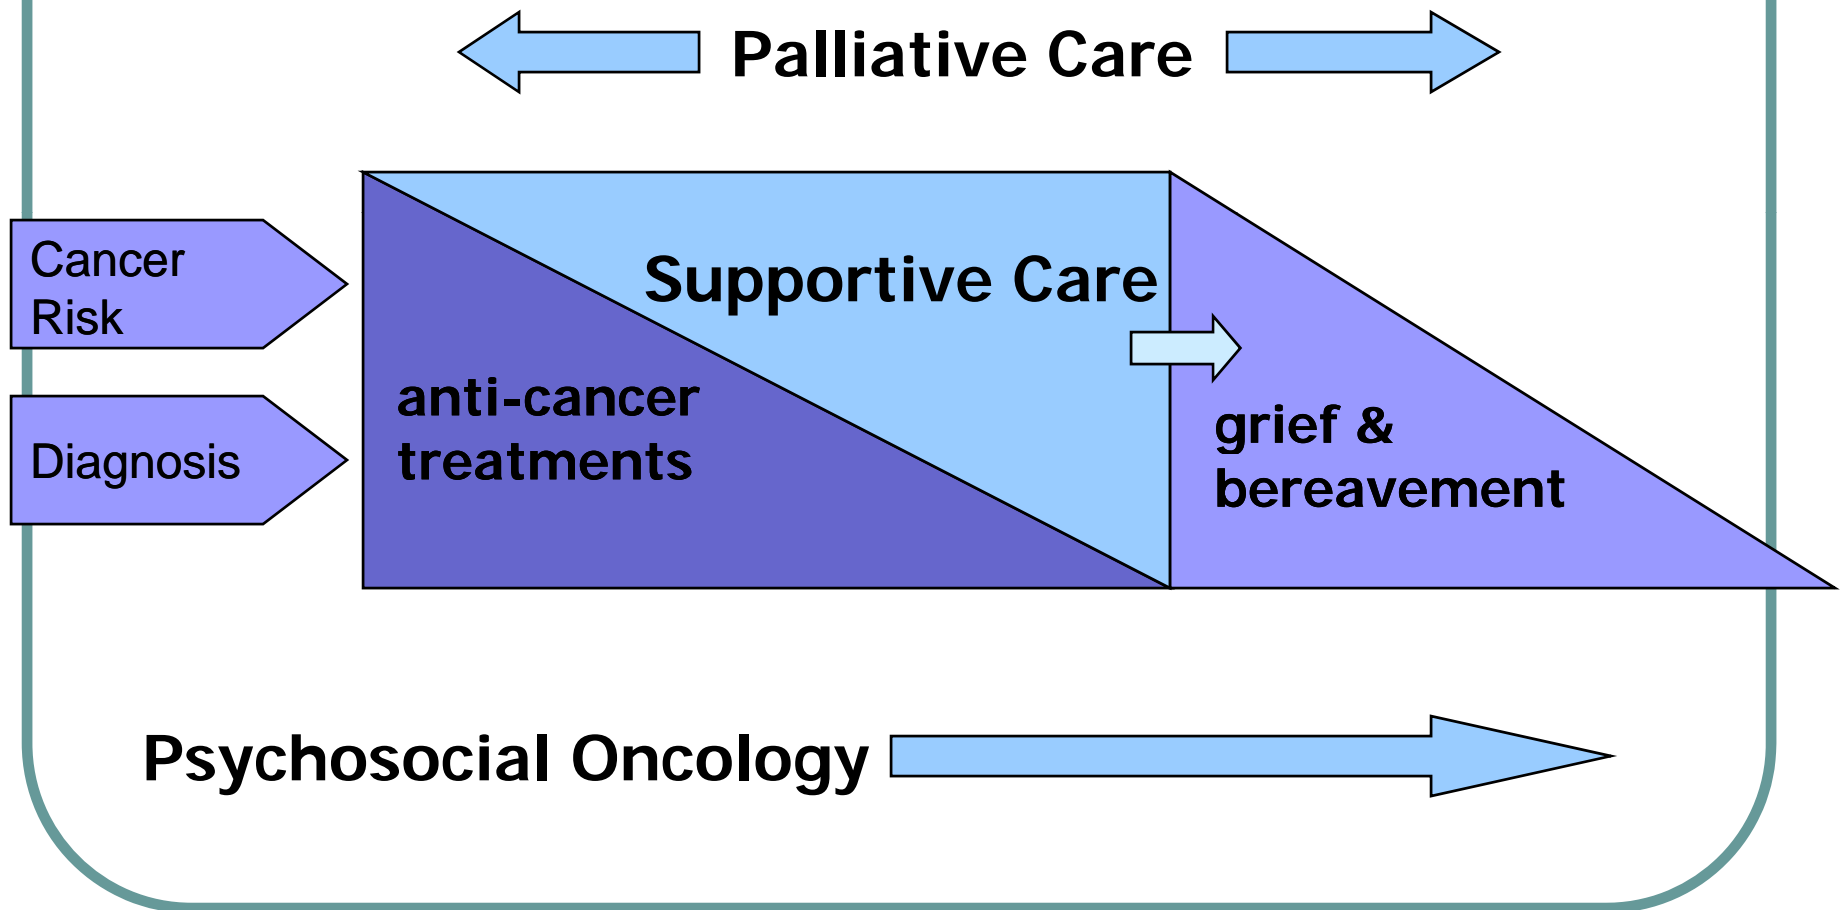 Palliative Care
Cancer
Risk
Diagnosis
Supportive Care
anti-cancer
treatments
grief &
bereavement
Psychosocial Oncology